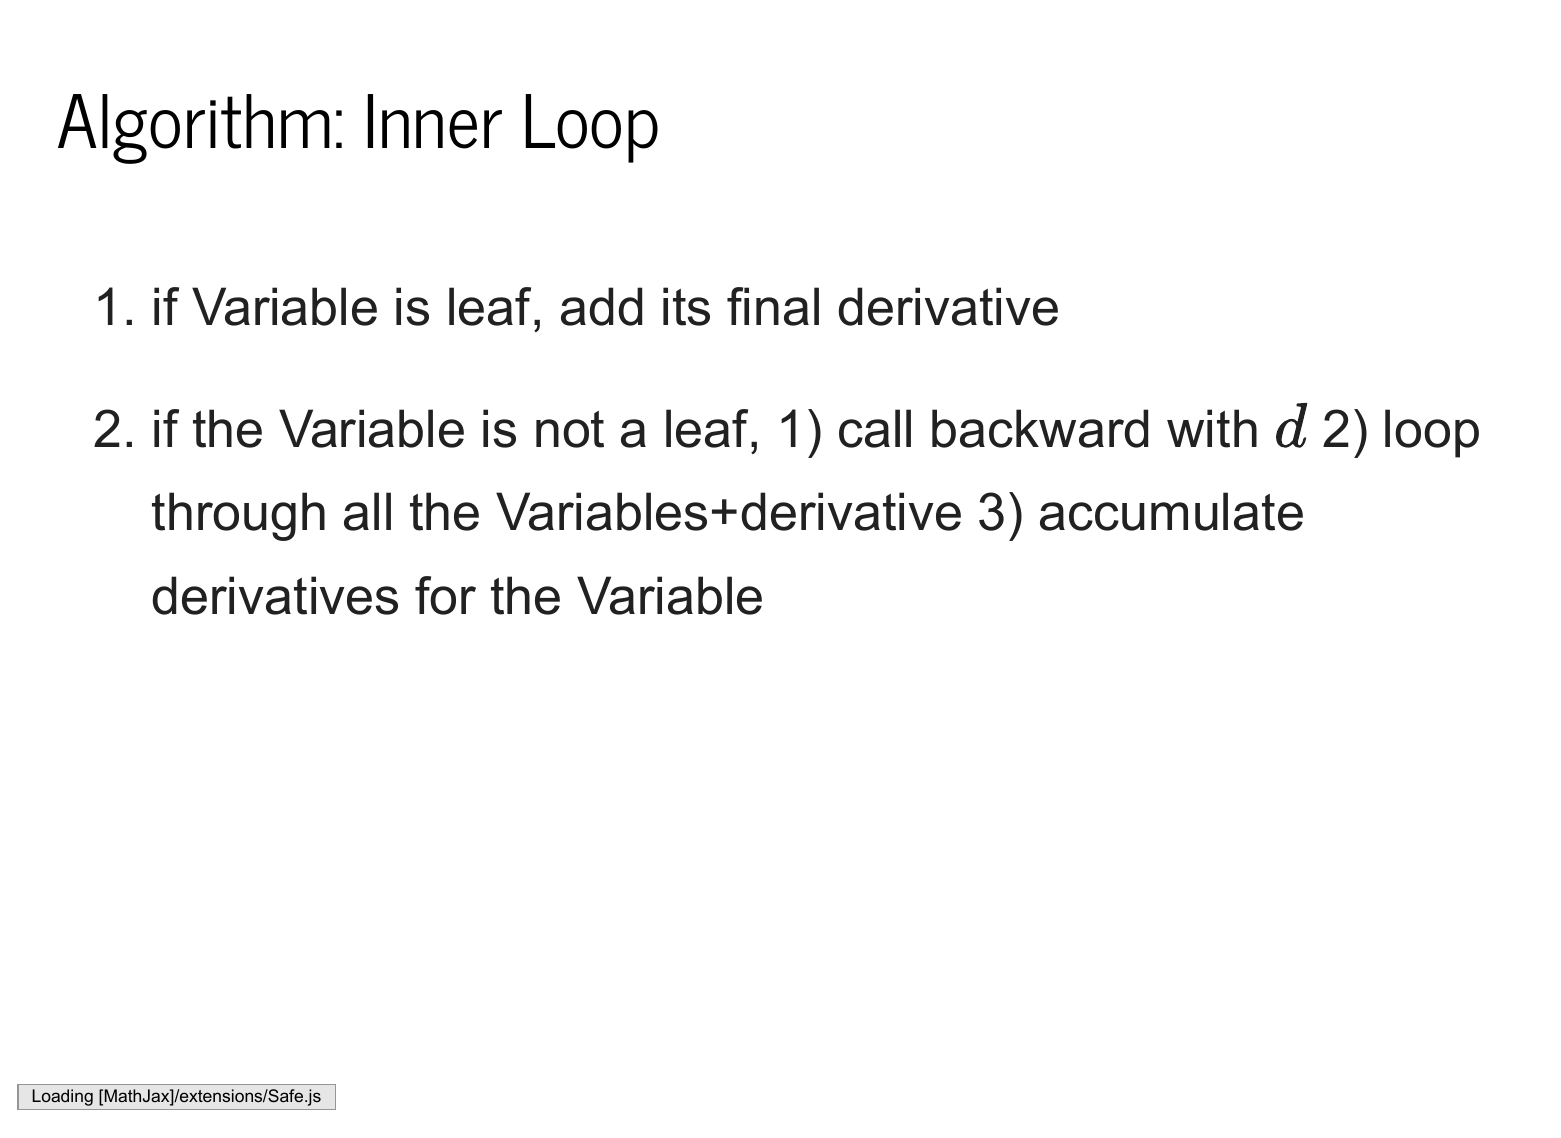 Algorithm: Inner Loop
1. if Variable is leaf, add its final derivative
2. if the Variable is not a leaf, 1) call backward with d 2) loop
through all the Variables+derivative 3) accumulate
derivatives for the Variable
Loading [MathJax]/extensions/Safe.js